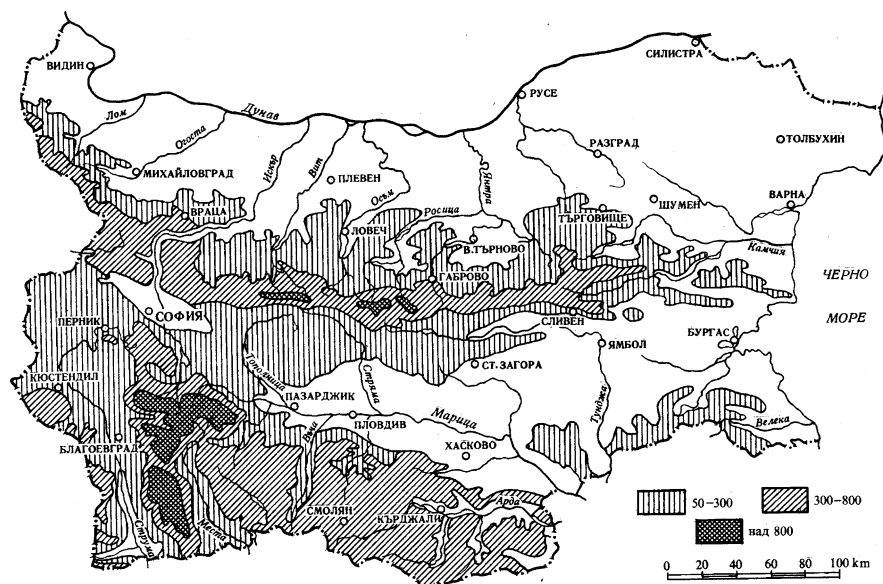 СИЛИСТРА
ВИДИН
РУСЕ
Дунав
Лом
Огоста
Искър
Вит
РАЗГРАД
ТОЛБУХИН
МИХАЙЛОВГРАД
ПЛЕВЕН
Осъм
Янтра
ШУМЕН
ВАРНА
ВРАЦА
Росица
ТЪРГОВИЩЕ
ЛОВЕЧ
В.ТЪРНОВО
Камчия
ГАБРОВО
ЧЕРНО
МОРЕ
СОФИЯ
ПЕРНИК
СЛИВЕН
БУРГАС
ЯМБОЛ
СТ. ЗАГОРА
Тополница
Стряма
КЮСТЕНДИЛ
ПАЗАРДЖИК
Тунджа
Марица
ПЛОВДИВ
Велека
Въча
БЛАГОЕВГРАД
ХАСКОВО
СМОЛЯН
КЪРДЖАЛИ
Арда
Струма
Места
50–300
300–800
над 800
0 20 40 60 80 100 km